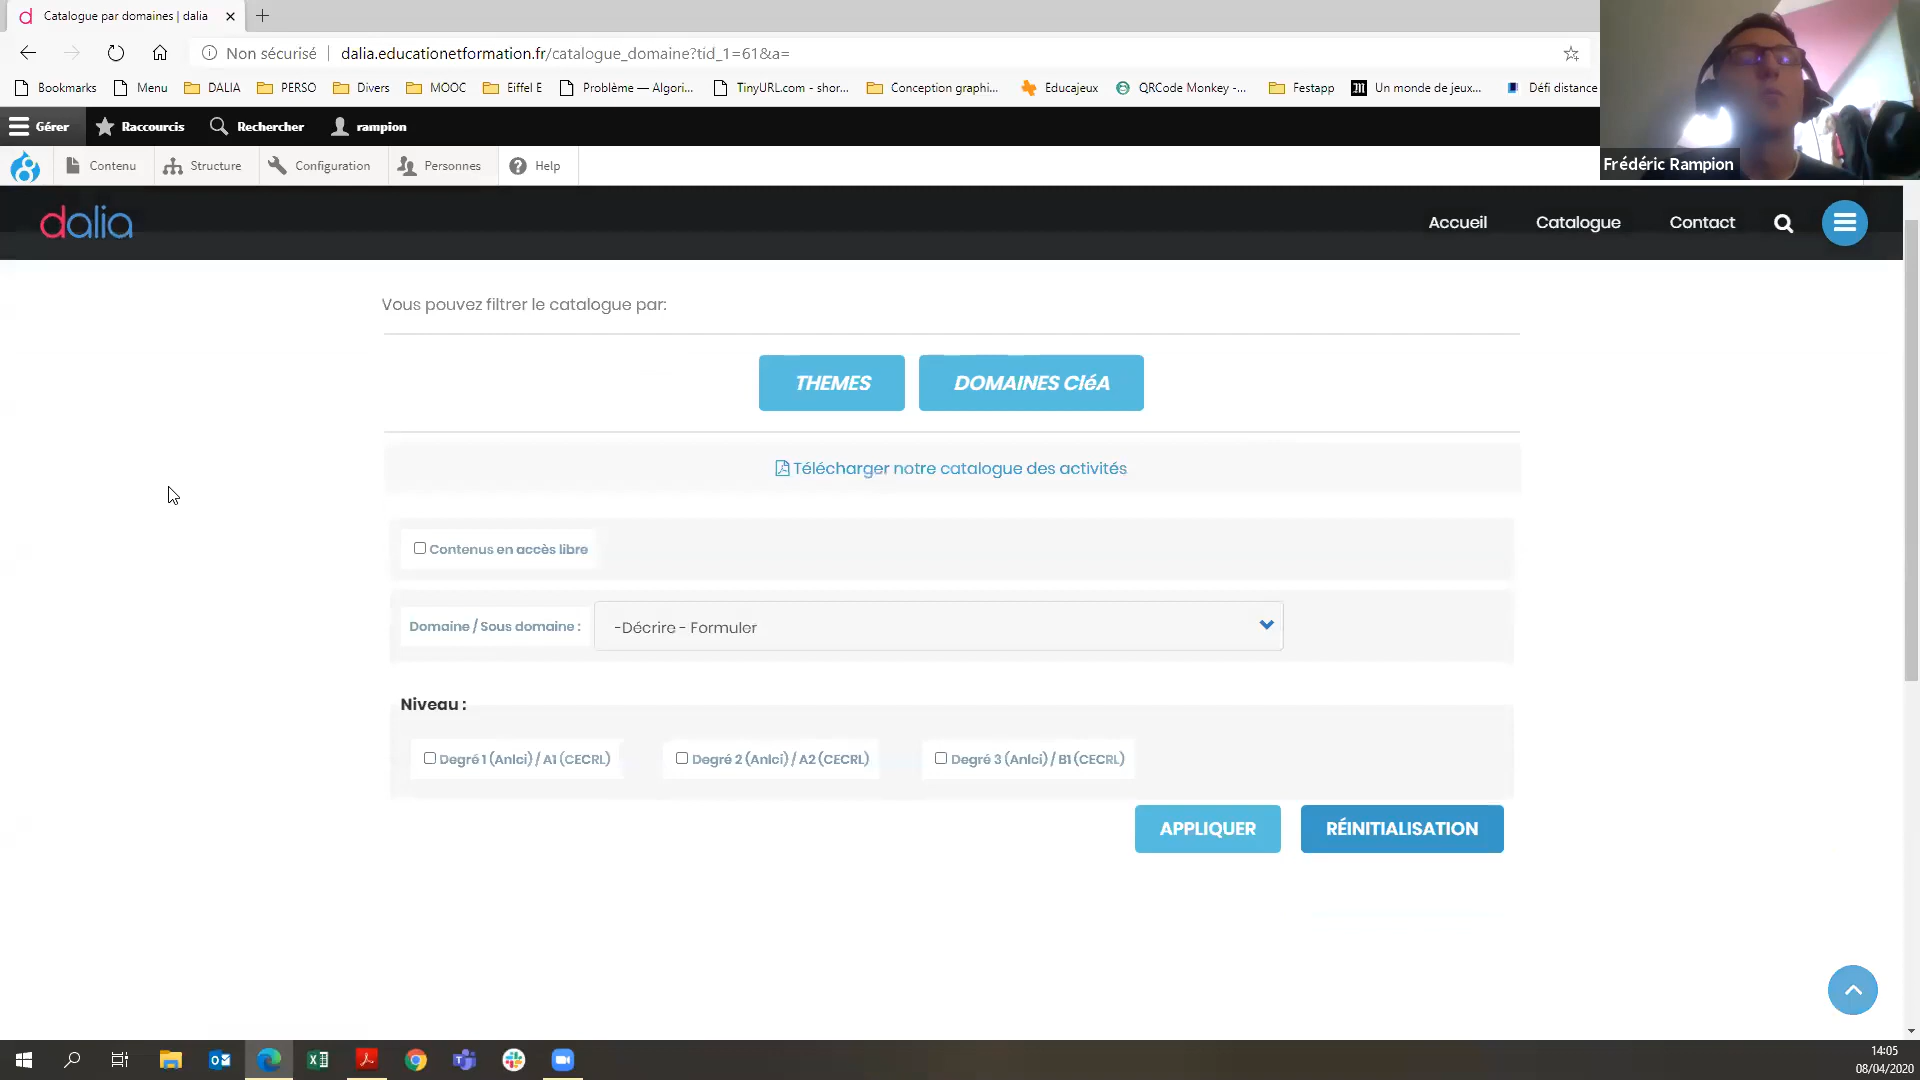 Catalogue par domaines | dalia
Non sécurisé
dalia.educationetformation.fr/catalogue_domaine?tid_1=61&a=
Bookmarks
Menu
DALIA
PERSO
Divers
MOOC
Eiffel E
Problème — Algori...
TinyURL.com - shor...
Conception graphi...
Educajeux
QRCode Monkey -...
Festapp
Un monde de jeux...
Défi distance
Gérer
Raccourcis
Rechercher
rampion
Contenu
Structure
Configuration
Personnes
Help
Frédéric Rampion
dalia
Accueil
Catalogue
Contact
Vous pouvez filtrer le catalogue par:
THEMES
DOMAINES CléA
Télécharger notre catalogue des activités
Contenus en accès libre
Domaine / Sous domaine :
-Décrire - Formuler
Niveau :
Degré 1 (Anlci) / A1 (CECRL)
Degré 2 (Anlci) / A2 (CECRL)
Degré 3 (Anlci) / B1 (CECRL)
APPLIQUER
RÉINITIALISATION
14:05
08/04/2020